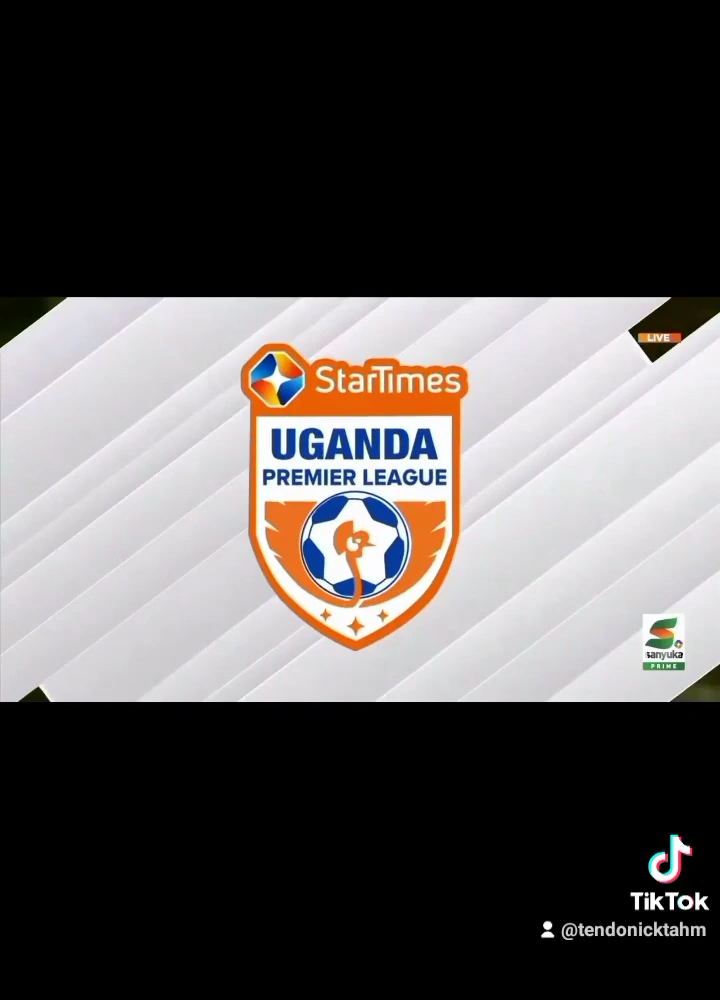 LIVE
StarTimes
UGANDA
PREMIER LEAGUE
sanyuka
PRIME
TikTok
@tendonicktahm